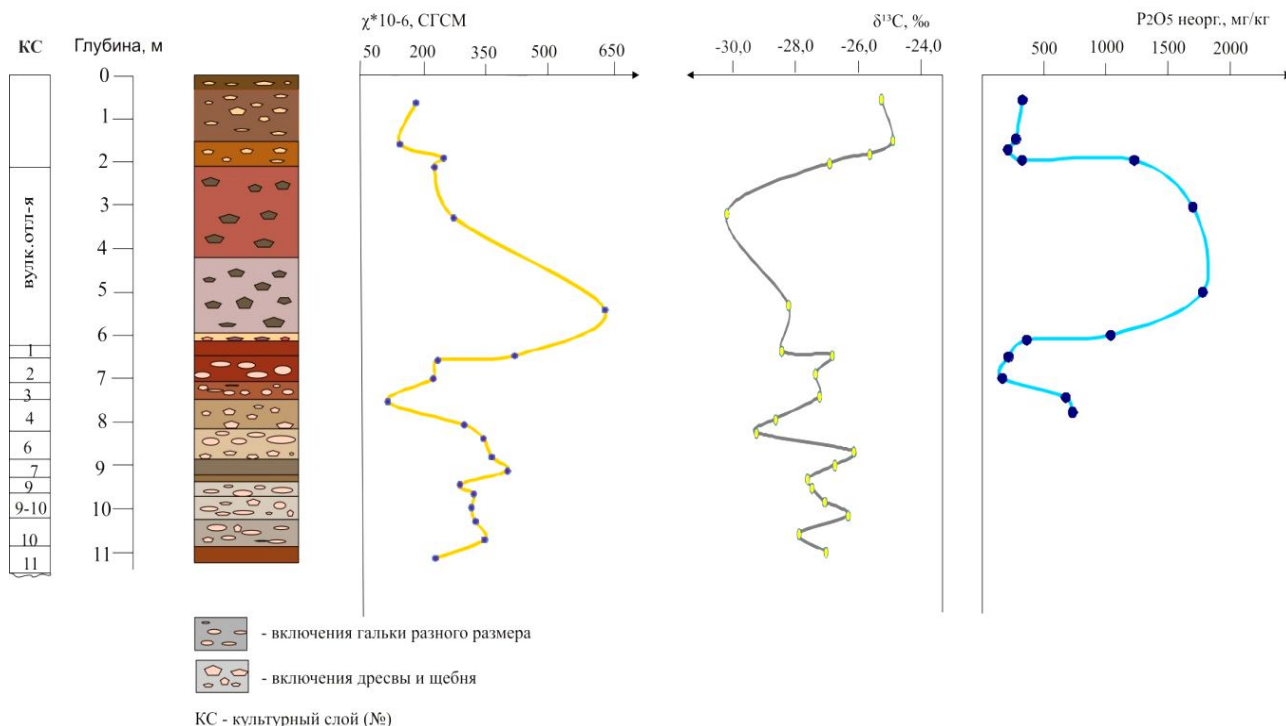 КС
Глубина, м
χ*10-6, СГСМ
50 200 350 500 650
δ¹³C, ‰
-30,0 -28,0 -26,0 -24,0
P2O5 неорг., мг/кг
500 1000 1500 2000
0
1
2
3
4
5
6
7
8
9
10
11
вулк.отл-я
1
2
3
4
6
7
9
9-10
10
11
- включения гальки разного размера
- включения дресвы и щебня
КС - культурный слой (№)